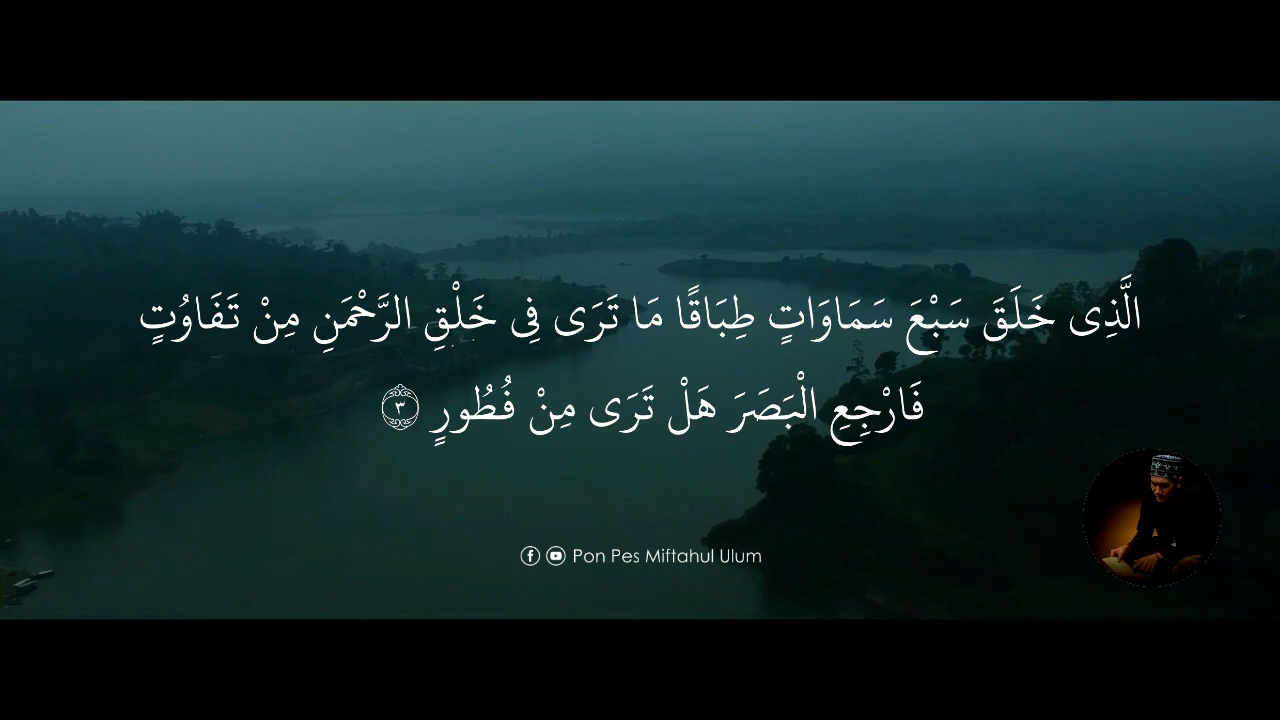 الَّذِى خَلَقَ سَبْعَ سَمَاوَاتٍ طِبَاقًا مَا تَرَى فِى خَلْقِ الرَّحْمَنِ مِنْ تَفَاوُتٍ
فَارْجِعِ الْبَصَرَ هَلْ تَرَى مِنْ فُطُورٍ ٣
Pon Pes Miftahul Ulum